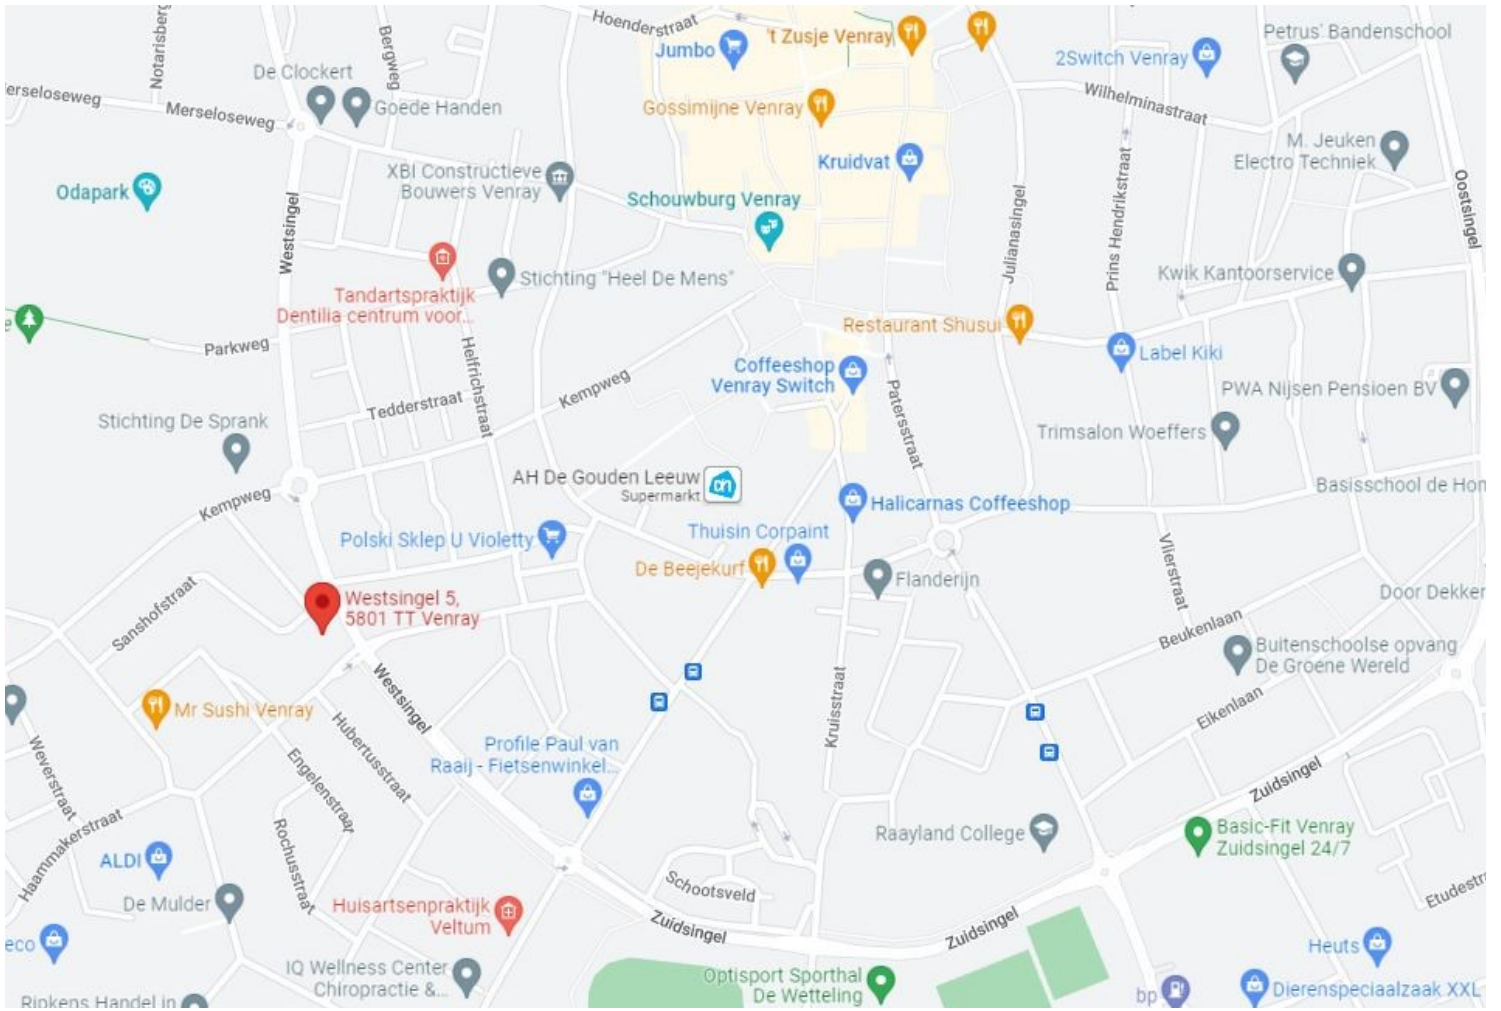 Hoenderstraat
't Zusje Venray
Jumbo
2Switch Venray
Petrus' Bandenschool
Notarisberg
Bergweg
De Clockert
Goede Handen
erseloseweg
Merseloseweg
Gossimijne Venray
Wilhelminastraat
M. Jeuken
Electro Techniek
XBI Constructieve
Bouwers Venray
Kruidvat
Odapark
Schouwburg Venray
Westsingel
Julianasingel
Prins Hendrikstraat
Oostsingel
Stichting "Heel De Mens"
Kwik Kantoorservice
Tandartspraktijk
Dentilia centrum voor...
e
Parkweg
Restaurant Shusui
Label Kiki
Helfrichstraat
Coffeeshop
Venray Switch
Kempweg
Tedderstraat
Patersstraat
PWA Nijsen Pensioen BV
Stichting De Sprank
Trimsalon Woeffers
AH De Gouden Leeuw
Supermarkt
Basisschool de Hon
Kempweg
Halicarnas Coffeeshop
Polski Sklep U Violetty
Thuisin Corpaint
De Beejekurf
Flanderijn
Vlierstraat
Westsingel 5,
5801 TT Venray
Door Dekker
Sanshofstraat
Beukenlaan
Buitenschoolse opvang
De Groene Wereld
Westsingel
Kruisstraat
Eikenlaan
Mr Sushi Venray
Hubertusstraat
Weverstraat
Engelenstraat
Profile Paul van
Raaij - Fietsenwinkel...
Zuidsingel
Haammakerstraat
Rochusstraat
Raayland College
Basic-Fit Venray
Zuidsingel 24/7
ALDI
Schootsveld
De Mulder
Huisartsenpraktijk
Veltum
Zuidsingel
Zuidsingel
Etudestra
eco
Heuts
IQ Wellness Center
Chiropractie &...
Optisport Sporthal
De Wetteling
bp
Dierenspeciaalzaak XXL
Ripkens Handel in